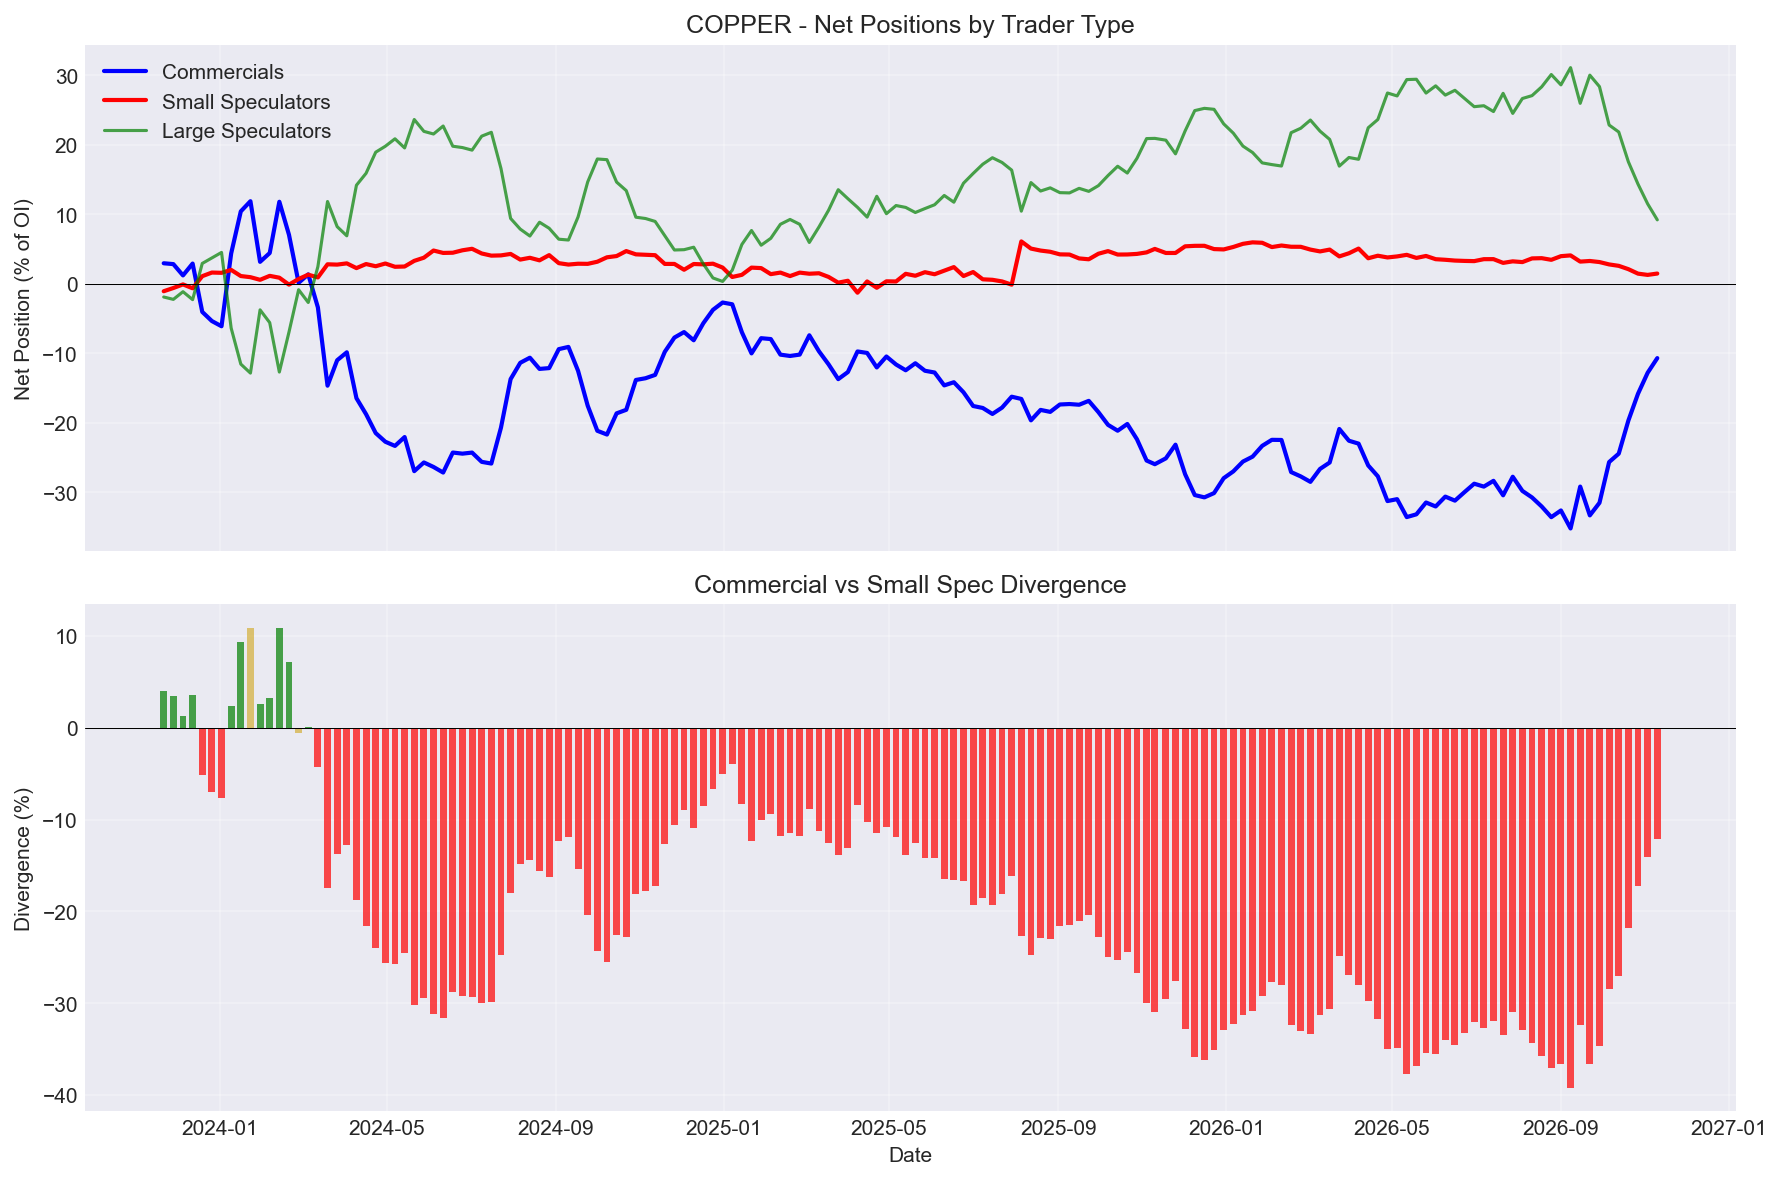 COPPER - Net Positions by Trader Type
Net Position (% of OI)
30
20
10
0
−10
−20
−30
Commercials
Small Speculators
Large Speculators
Commercial vs Small Spec Divergence
Divergence (%)
10
0
−10
−20
−30
−40
2024-01
2024-05
2024-09
2025-01
2025-05
2025-09
2026-01
2026-05
2026-09
2027-01
Date